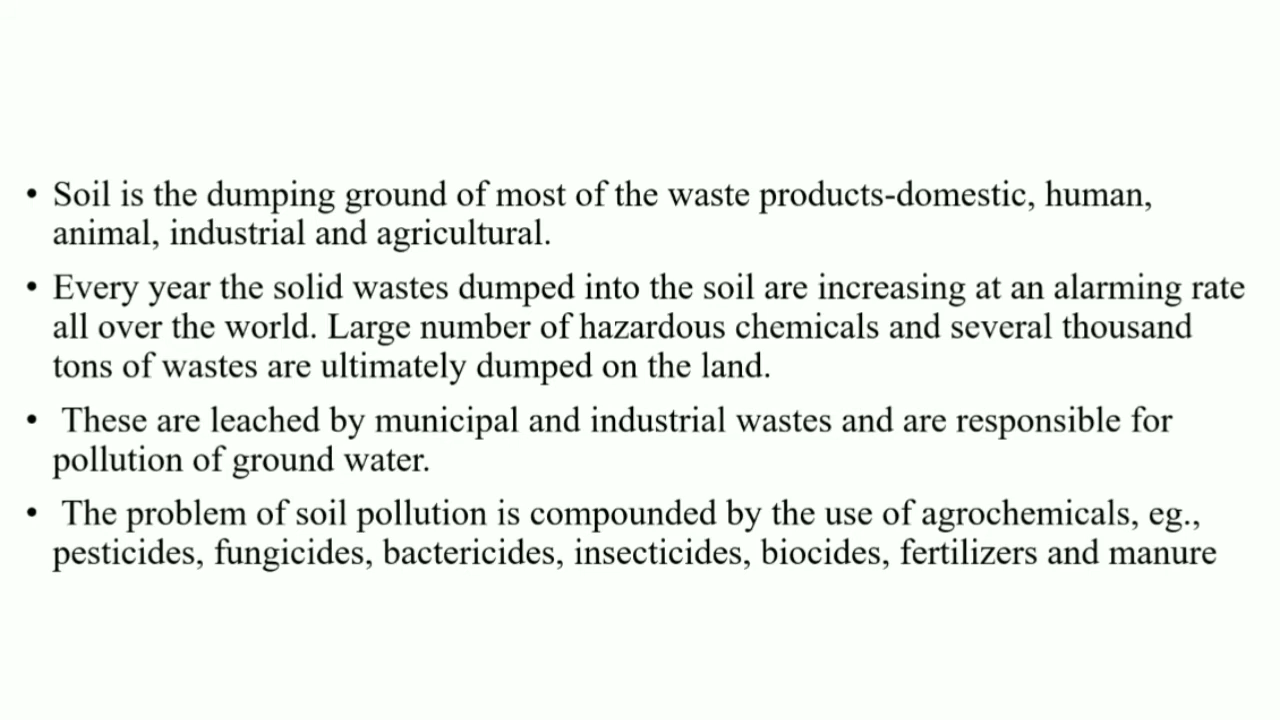 • Soil is the dumping ground of most of the waste products-domestic, human,
animal, industrial and agricultural.
• Every year the solid wastes dumped into the soil are increasing at an alarming rate
all over the world. Large number of hazardous chemicals and several thousand
tons of wastes are ultimately dumped on the land.
• These are leached by municipal and industrial wastes and are responsible for
pollution of ground water.
• The problem of soil pollution is compounded by the use of agrochemicals, eg.,
pesticides, fungicides, bactericides, insecticides, biocides, fertilizers and manure